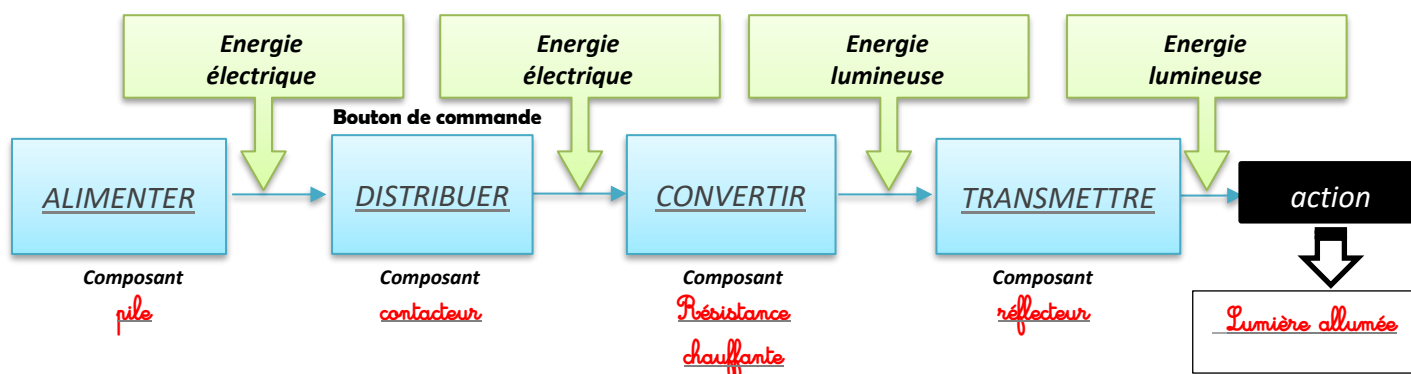 Energie
électrique
Energie
électrique
Energie
lumineuse
Energie
lumineuse
Bouton de commande
ALIMENTER
DISTRIBUER
CONVERTIR
TRANSMETTRE
action
Composant
pile
Composant
contacteur
Composant
Résistance
chauffante
Composant
réflecteur
Lumière allumée